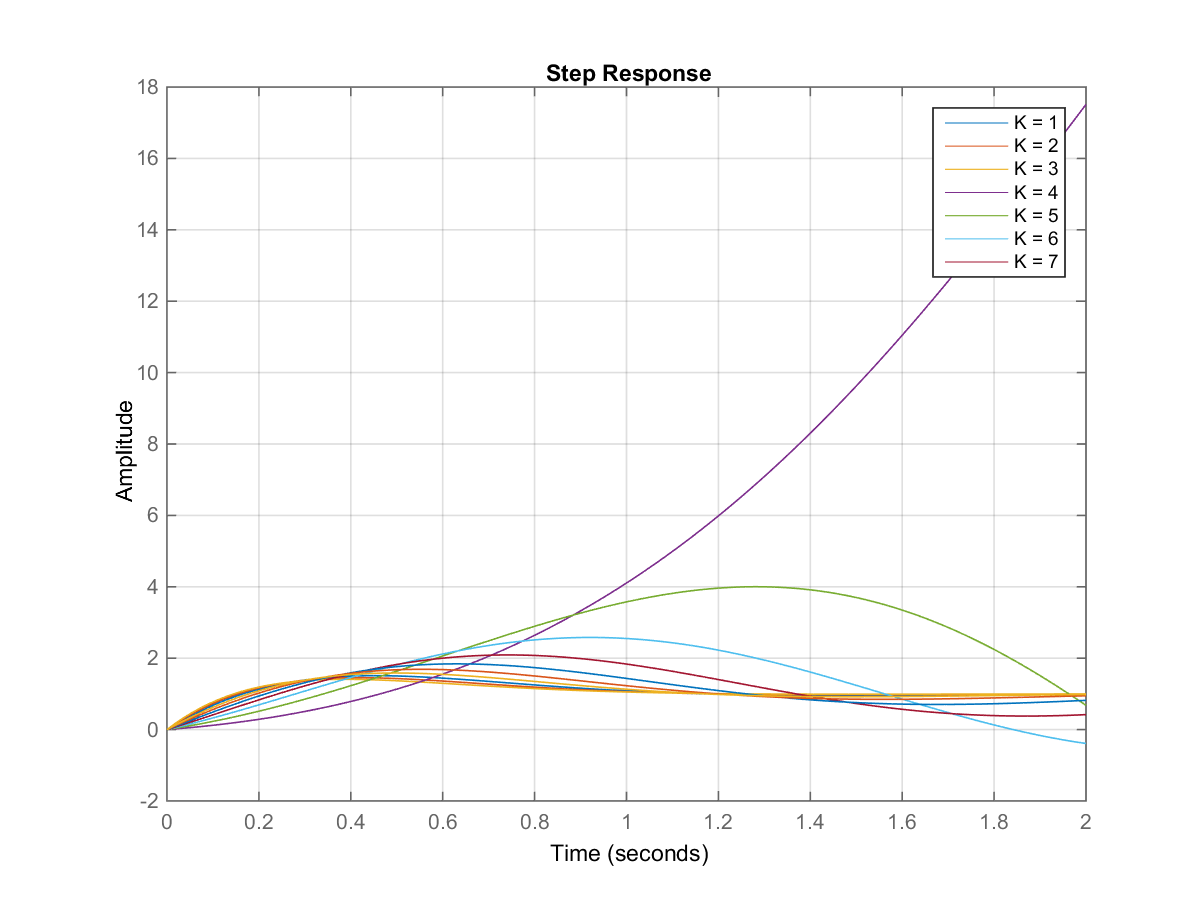 Step Response
18
16
14
12
10
8
6
4
2
0
-2
Amplitude
K = 1
K = 2
K = 3
K = 4
K = 5
K = 6
K = 7
0 0.2 0.4 0.6 0.8 1 1.2 1.4 1.6 1.8 2
Time (seconds)